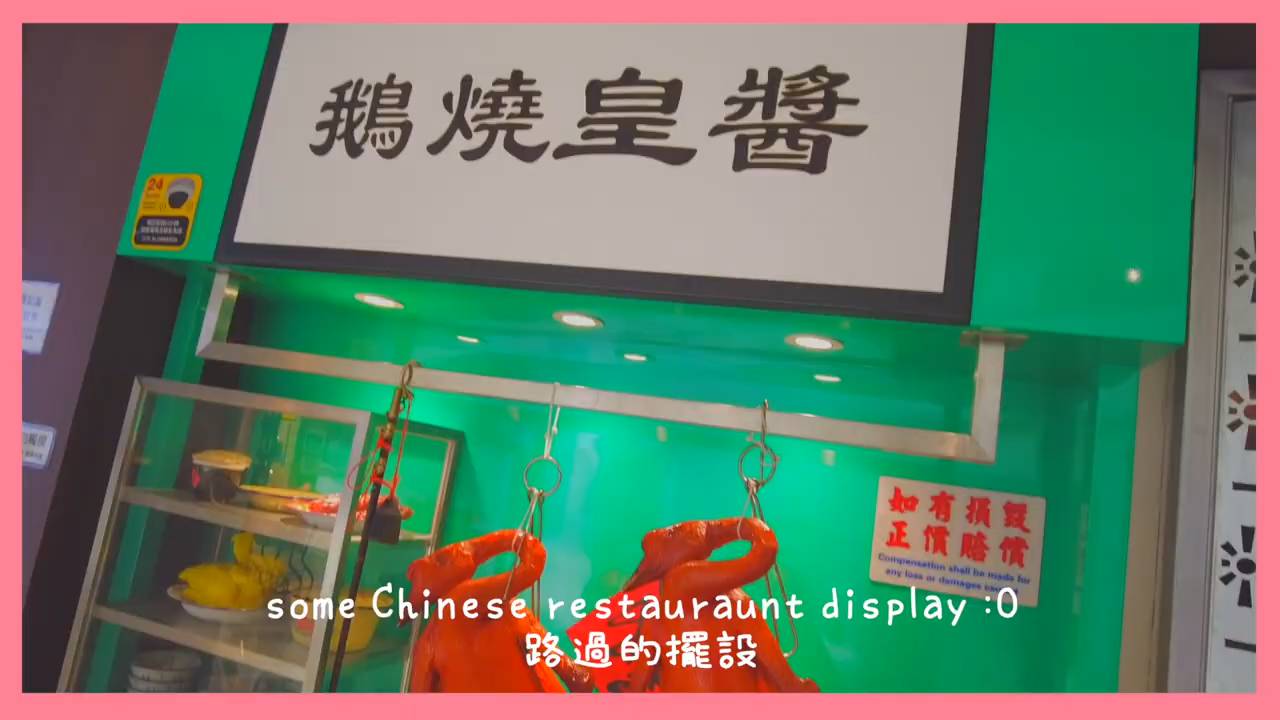 鵝燒皇醬
24
如有損毀
正價賠償
Compensation shall be made for
any loss or damages
some Chinese restauraunt display :O
路過的擺設